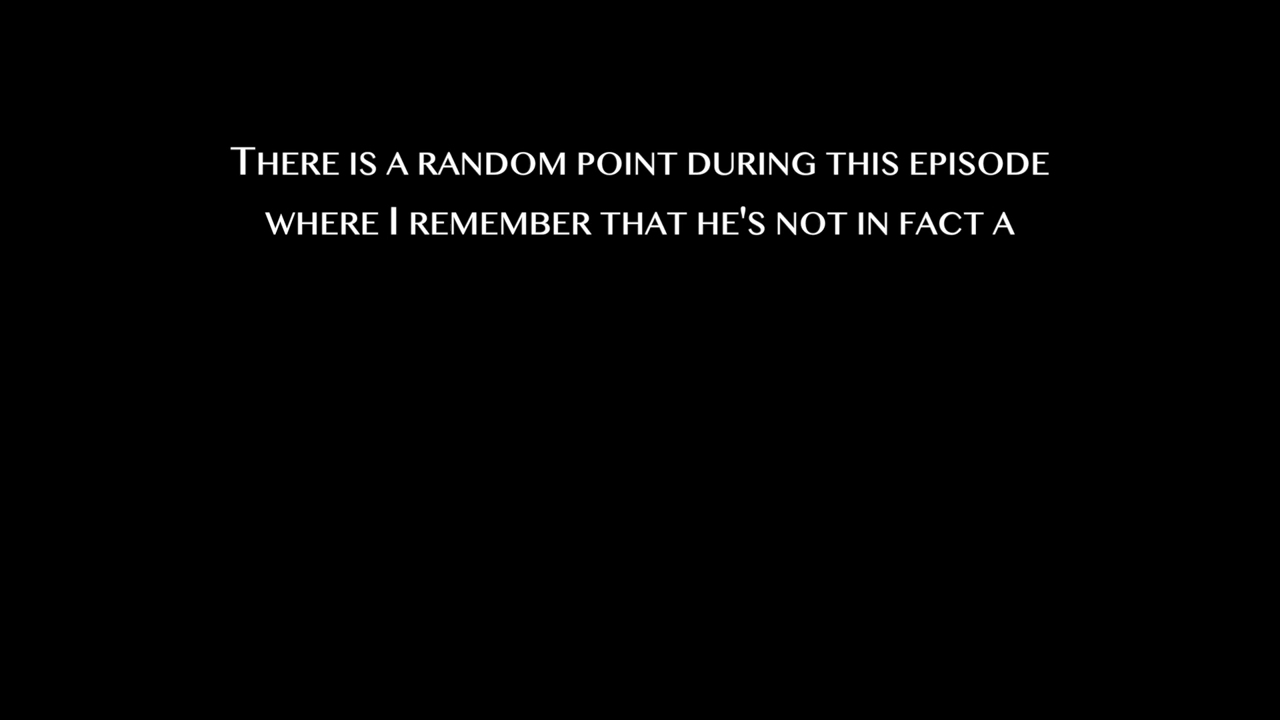 There is a random point during this episode
where I remember that he's not in fact a